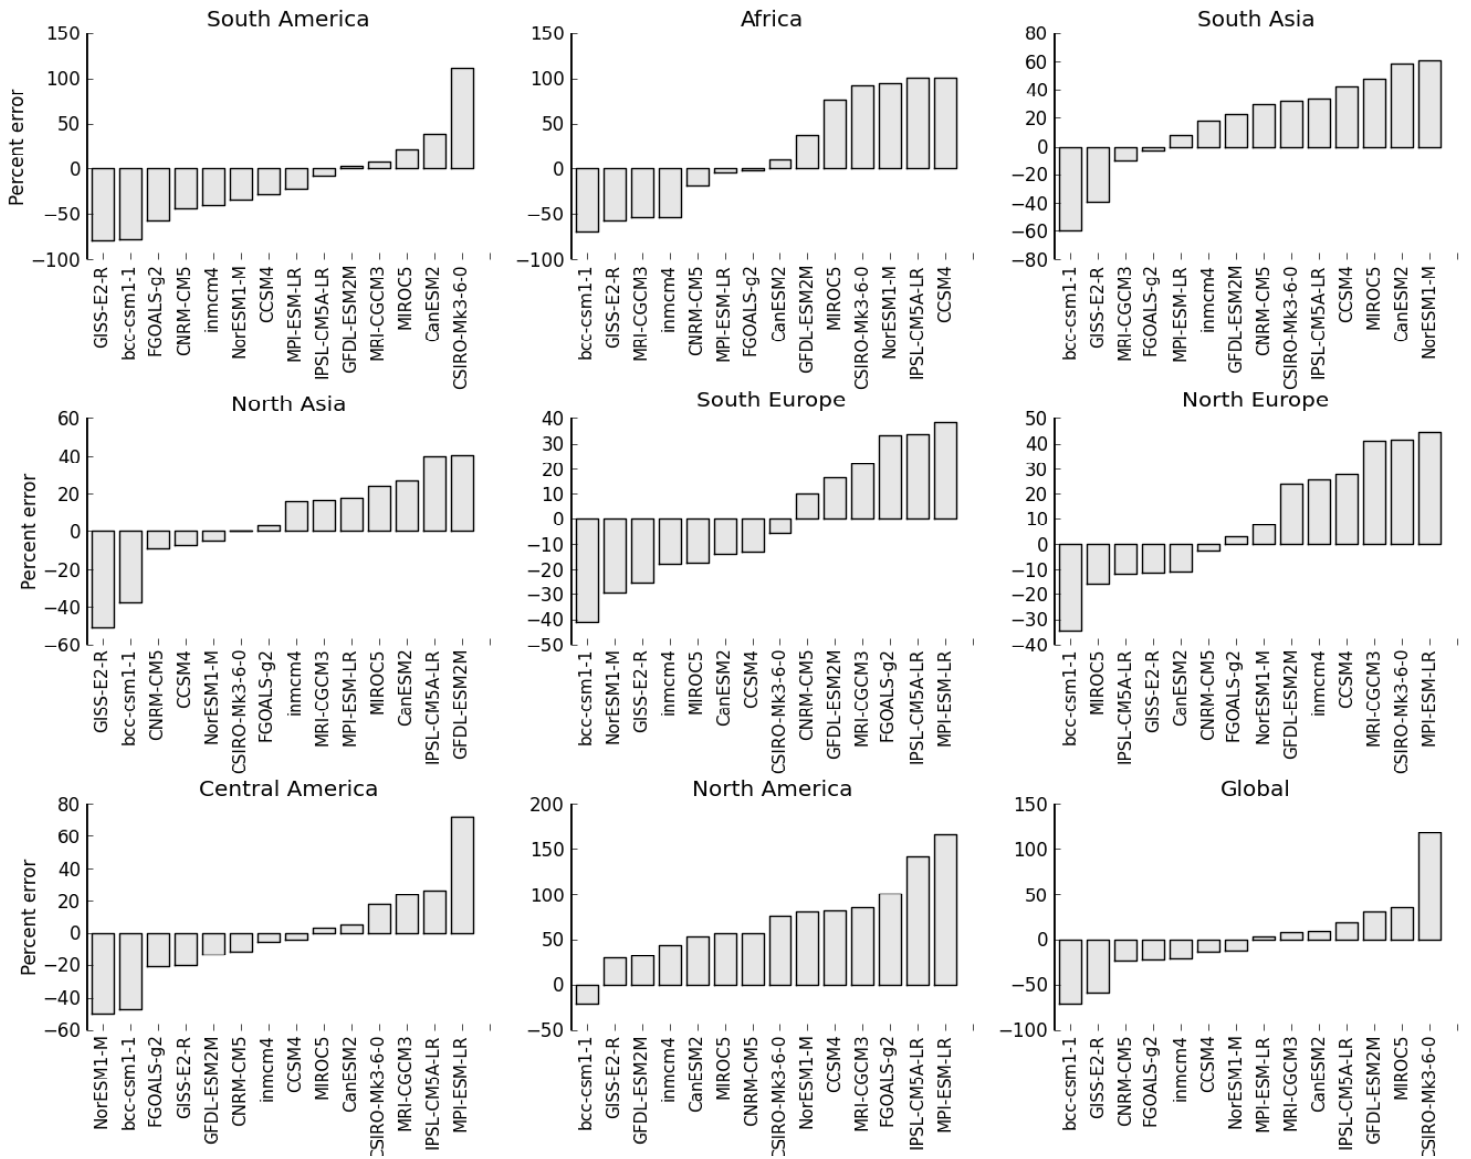 South America
Percent error
150
100
50
0
−50
−100
GISS-E2-R
bcc-csm1-1
FGOALS-g2
CNRM-CM5
inmcm4
NorESM1-M
CCSM4
MPI-ESM-LR
IPSL-CM5A-LR
GFDL-ESM2M
MRI-CGCM3
MIROC5
CanESM2
CSIRO-Mk3-6-0
Africa
150
100
50
0
−50
−100
bcc-csm1-1
GISS-E2-R
MRI-CGCM3
inmcm4
CNRM-CM5
MPI-ESM-LR
FGOALS-g2
CanESM2
GFDL-ESM2M
MIROC5
CSIRO-Mk3-6-0
NorESM1-M
IPSL-CM5A-LR
CCSM4
South Asia
80
60
40
20
0
−20
−40
−60
−80
bcc-csm1-1
GISS-E2-R
MRI-CGCM3
FGOALS-g2
MPI-ESM-LR
inmcm4
GFDL-ESM2M
CNRM-CM5
CSIRO-Mk3-6-0
IPSL-CM5A-LR
CCSM4
MIROC5
CanESM2
NorESM1-M
North Asia
Percent error
60
40
20
0
−20
−40
−60
GISS-E2-R
bcc-csm1-1
CNRM-CM5
CCSM4
NorESM1-M
CSIRO-Mk3-6-0
FGOALS-g2
inmcm4
MRI-CGCM3
MPI-ESM-LR
MIROC5
CanESM2
IPSL-CM5A-LR
GFDL-ESM2M
South Europe
40
30
20
10
0
−10
−20
−30
−40
−50
bcc-csm1-1
NorESM1-M
GISS-E2-R
inmcm4
MIROC5
CanESM2
CCSM4
CSIRO-Mk3-6-0
CNRM-CM5
GFDL-ESM2M
MRI-CGCM3
FGOALS-g2
IPSL-CM5A-LR
MPI-ESM-LR
North Europe
50
40
30
20
10
0
−10
−20
−30
−40
bcc-csm1-1
MIROC5
IPSL-CM5A-LR
GISS-E2-R
CanESM2
CNRM-CM5
FGOALS-g2
NorESM1-M
GFDL-ESM2M
inmcm4
CCSM4
MRI-CGCM3
CSIRO-Mk3-6-0
MPI-ESM-LR
Central America
Percent error
80
60
40
20
0
−20
−40
−60
NorESM1-M
bcc-csm1-1
FGOALS-g2
GISS-E2-R
GFDL-ESM2M
CNRM-CM5
inmcm4
CCSM4
MIROC5
CanESM2
CSIRO-Mk3-6-0
MRI-CGCM3
IPSL-CM5A-LR
MPI-ESM-LR
North America
200
150
100
50
0
−50
bcc-csm1-1
GISS-E2-R
GFDL-ESM2M
inmcm4
CanESM2
MIROC5
CNRM-CM5
CSIRO-Mk3-6-0
NorESM1-M
CCSM4
MRI-CGCM3
FGOALS-g2
IPSL-CM5A-LR
MPI-ESM-LR
Global
150
100
50
0
−50
−100
bcc-csm1-1
GISS-E2-R
CNRM-CM5
FGOALS-g2
inmcm4
CCSM4
NorESM1-M
MPI-ESM-LR
MRI-CGCM3
CanESM2
IPSL-CM5A-LR
GFDL-ESM2M
MIROC5
CSIRO-Mk3-6-0